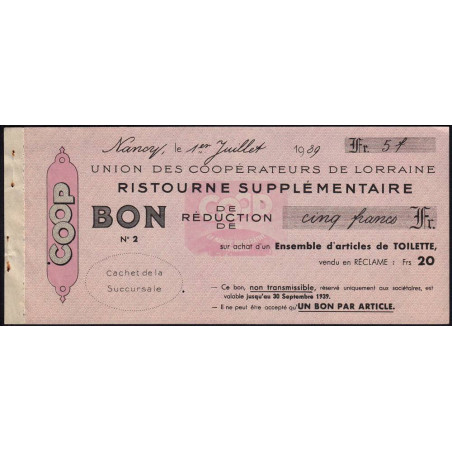 Nancy, le 1er Juillet 1939 Fr. 5f
UNION DES COOPÉRATEURS DE LORRAINE
RISTOURNE SUPPLÉMENTAIRE
COOP
BON DE RÉDUCTION DE cinq francs Fr.
N° 2
sur achat d'un Ensemble d'articles de TOILETTE,
vendu en RÉCLAME : Frs 20
Cachet de la
Succursale
— Ce bon, non transmissible, réservé uniquement aux sociétaires, est
valable jusqu'au 30 Septembre 1939.
— Il ne peut être accepté qu'UN BON PAR ARTICLE.
COOP